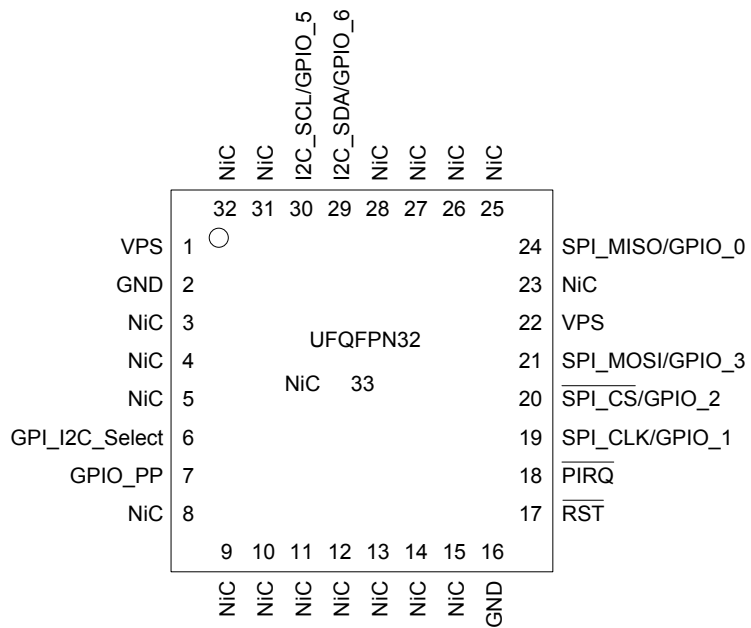 NiC
NiC
I2C_SCL/GPIO_5
I2C_SDA/GPIO_6
NiC
NiC
NiC
NiC
32 31 30 29 28 27 26 25
VPS 1
GND 2
NiC 3
NiC 4
NiC 5
GPI_I2C_Select 6
GPIO_PP 7
NiC 8
UFQFPN32
NiC 33
24 SPI_MISO/GPIO_0
23 NiC
22 VPS
21 SPI_MOSI/GPIO_3
20 SPI_CS/GPIO_2
19 SPI_CLK/GPIO_1
18 PIRQ
17 RST
9 10 11 12 13 14 15 16
NiC
NiC
NiC
NiC
NiC
NiC
NiC
GND